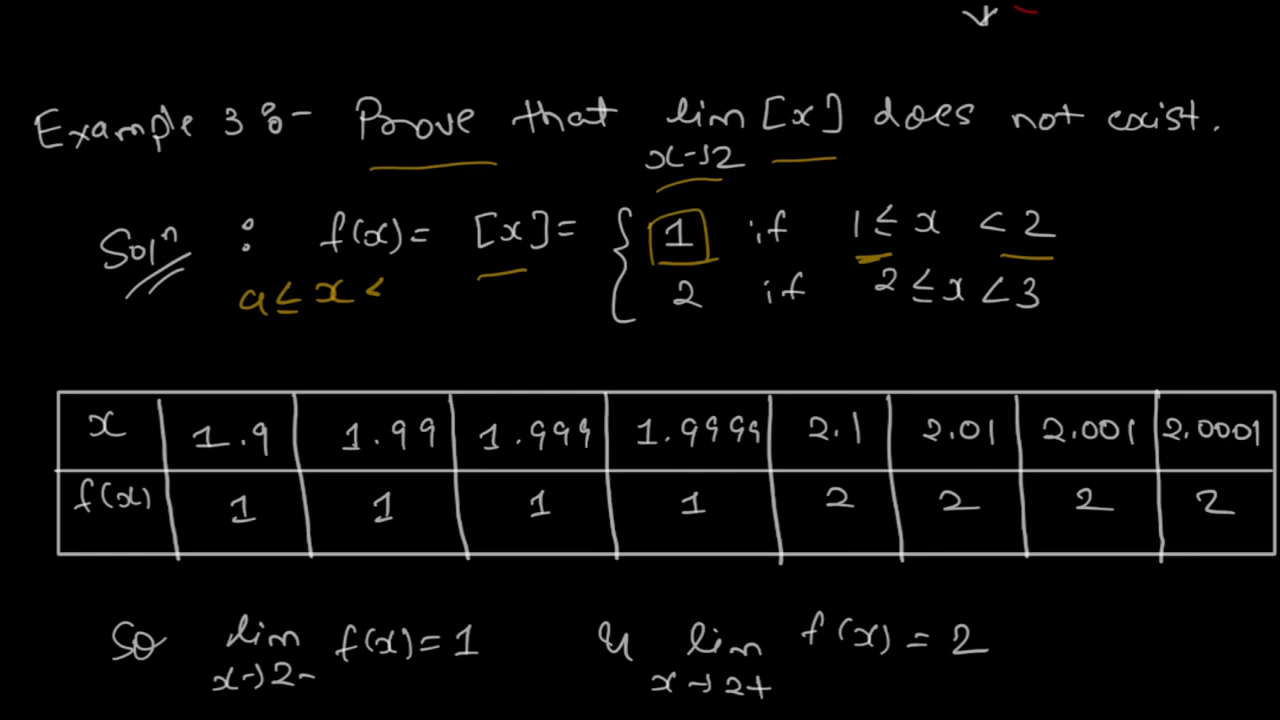 Example 3 :- Prove that lim [x] does not exist.
x→2
Solⁿ : f(x) = [x] = { 1 if 1 ≤ x < 2
a ≤ x <
2 if 2 ≤ x < 3
x 1.9 1.99 1.999 1.9999 2.1 2.01 2.001 2.0001
f(x) 1 1 1 1 2 2 2 2
So lim f(x) = 1 & lim f(x) = 2
x→2- x→2+